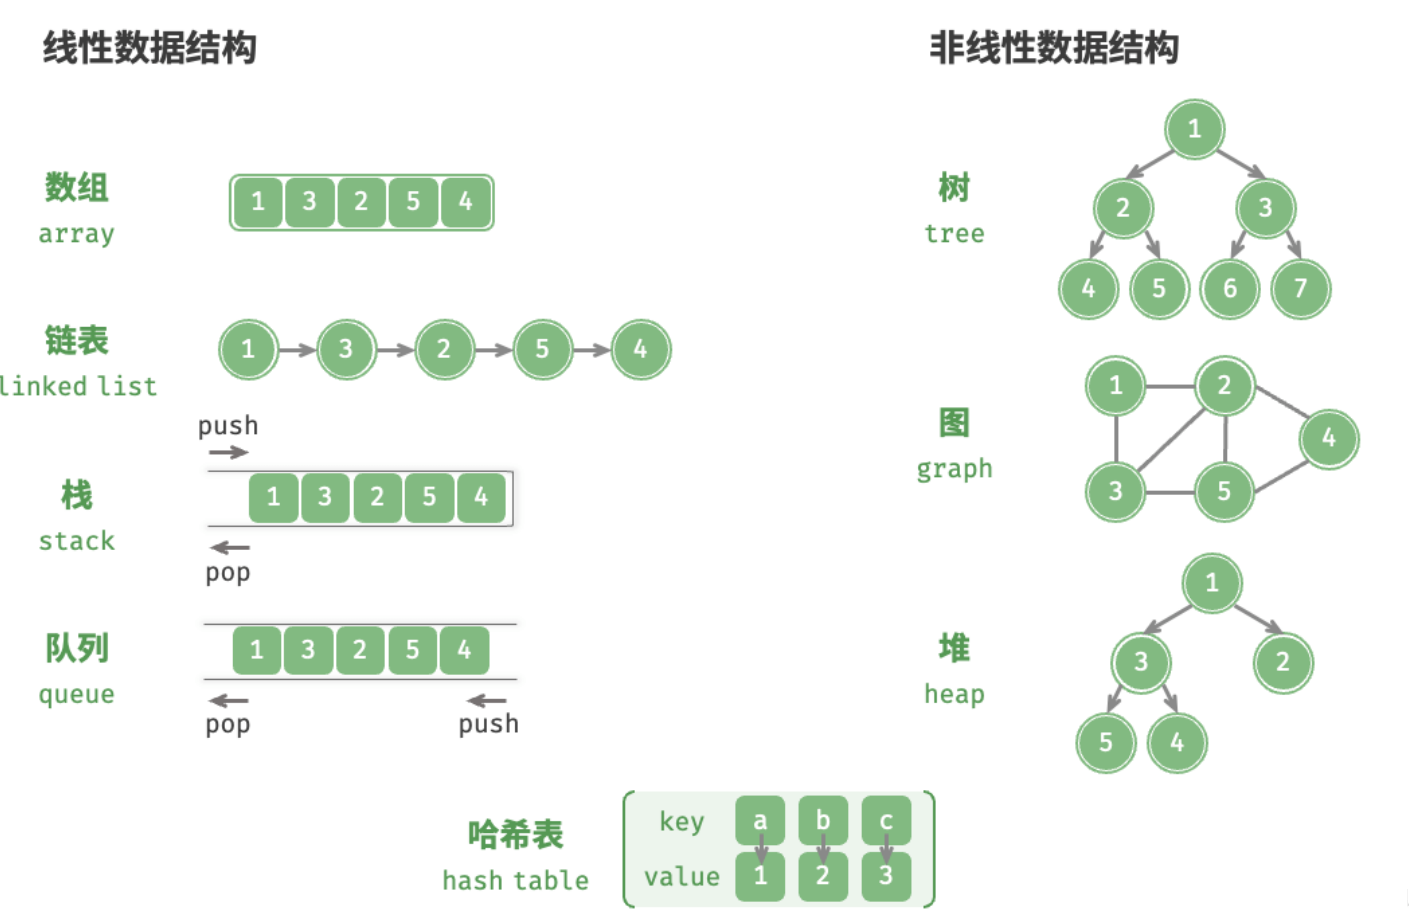 线性数据结构
数组
array
1 3 2 5 4
链表
linked list
1 3 2 5 4
push
栈
stack
1 3 2 5 4
pop
队列
queue
1 3 2 5 4
pop
push
非线性数据结构
树
tree
1
2 3
4 5 6 7
图
graph
1 2
4
3 5
堆
heap
1
3 2
5 4
哈希表
hash table
key a b c
value 1 2 3